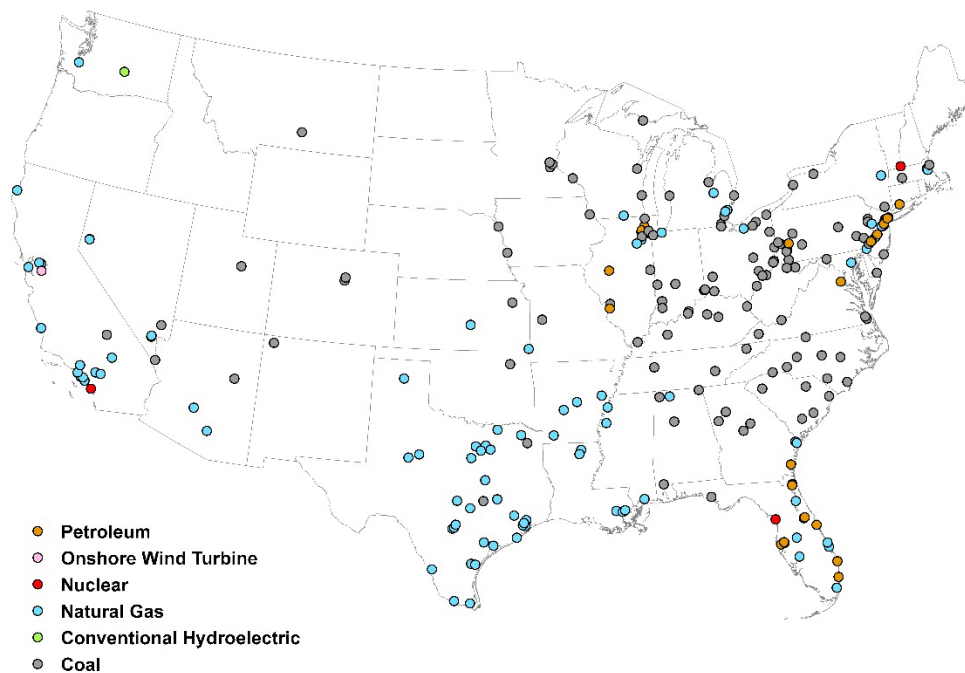 Petroleum
Onshore Wind Turbine
Nuclear
Natural Gas
Conventional Hydroelectric
Coal